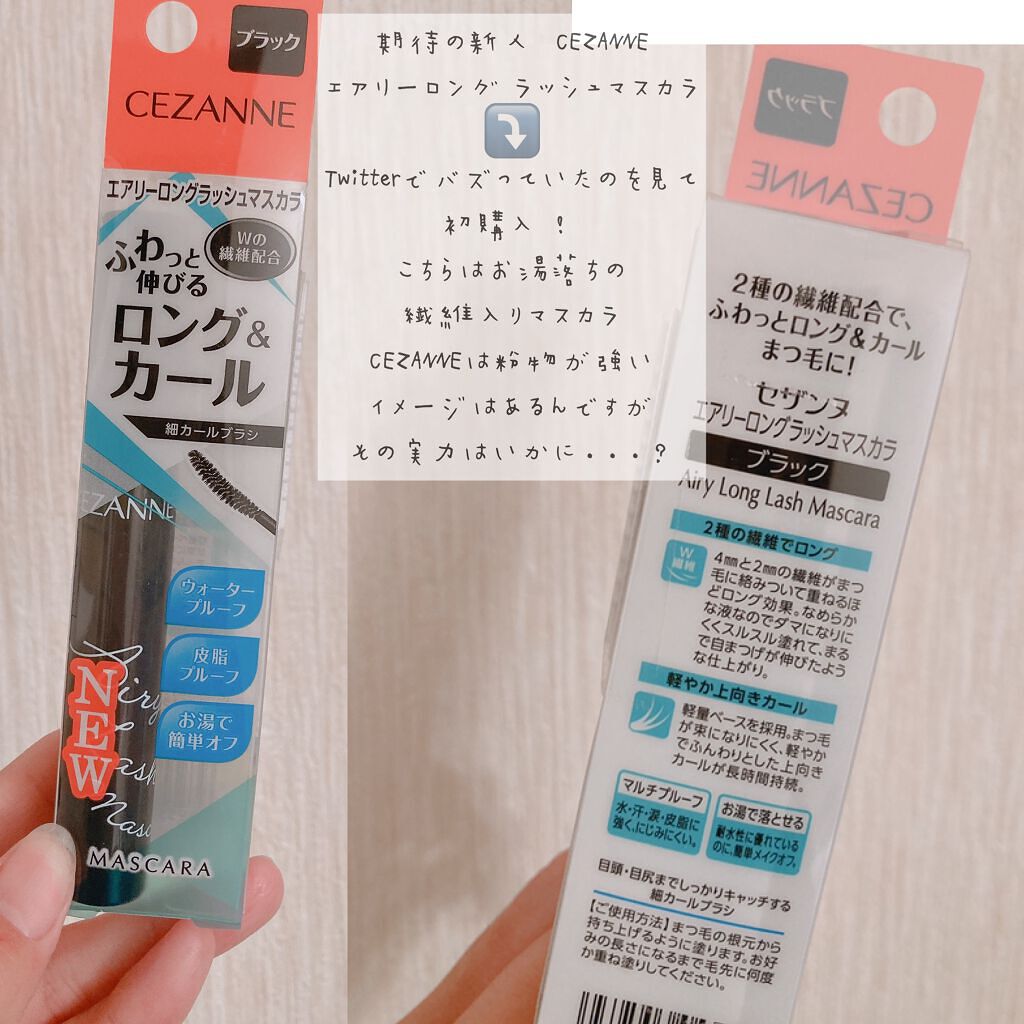 ブラック
CEZANNE
エアリーロングラッシュマスカラ
Wの
繊維配合
ふわっと
伸びる
ロング&
カール
細カールブラシ
CEZANNE
ウォーター
プルーフ
皮脂
プルーフ
お湯で
簡単オフ
NEW
Airy
Lash
MASCARA
期待の新人 CEZANNE
エアリーロングラッシュマスカラ
Twitterでバズっていたのを見て
初購入!
こちらはお湯落ちの
繊維入りマスカラ
CEZANNEは粉物が強い
イメージはあるんですが
その実力はいかに・・・?
ブラック
CEZANNE
2種の繊維配合で、
ふわっとロング&カール
まつ毛に!
セザンヌ
エアリーロングラッシュマスカラ
ブラック
Airy Long Lash Mascara
2種の繊維でロング
W
繊維
4mmと2mmの繊維がまつ
毛に絡みついて重ねるほ
どロング効果。なめらか
な液なのでダマになりに
くくスルスル塗れて、まる
で自まつげが伸びたよう
な仕上がり。
軽やか上向きカール
軽量ベースを採用。まつ毛
が束になりにくく、軽やか
でふんわりとした上向き
カールが長時間持続。
マルチプルーフ
水・汗・涙・皮脂に
強く、にじみにくい。
お湯で落とせる
耐水性に優れている
のに、簡単メイクオフ。
目頭・目尻までしっかりキャッチする
細カールブラシ
【ご使用方法】まつ毛の根元から
持ち上げるように塗ります。お好
みの長さになるまで毛先に何度
か重ね塗りしてください。